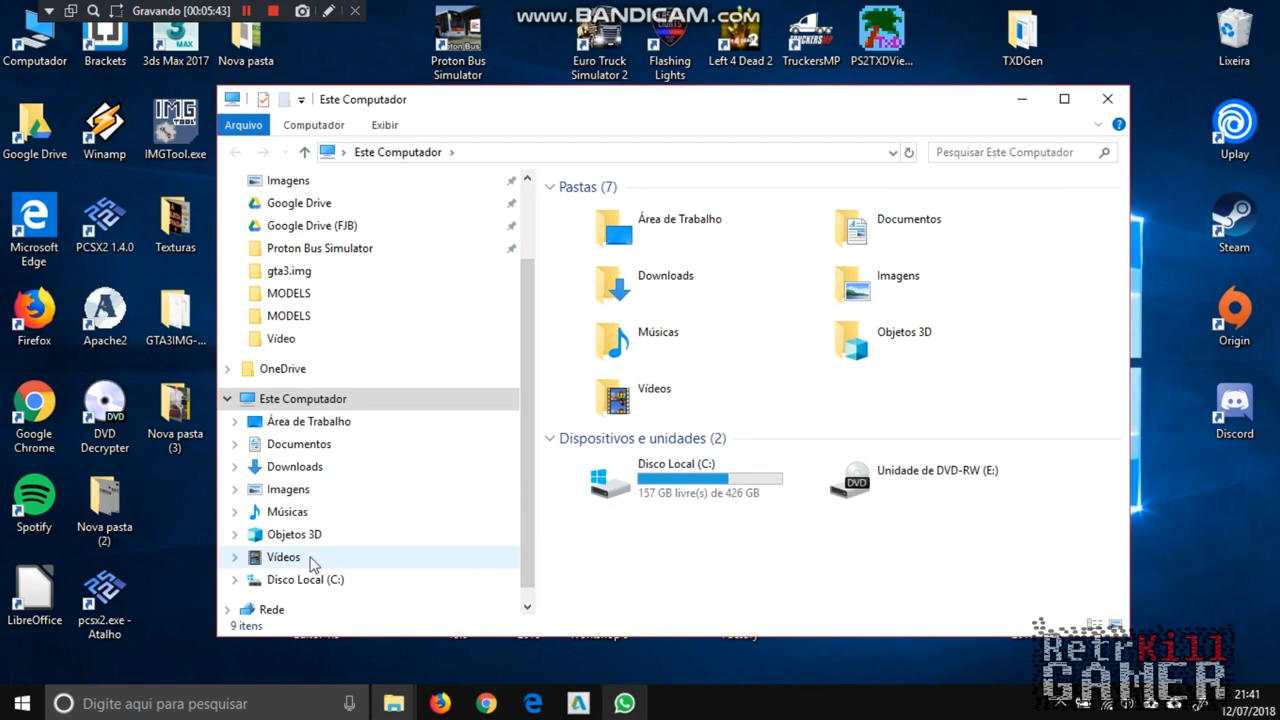 Gravando [00:05:43]
www.BANDICAM.com
Computador
Brackets
3ds Max 2017
Nova pasta
Proton Bus
Simulator
Euro Truck
Simulator 2
Flashing
Lights
Left 4 Dead 2
TruckersMP
PS2TXDVie...
TXDGen
Lixeira
Google Drive
Winamp
IMGTool.exe
Uplay
Microsoft
Edge
PCSX2 1.4.0
Texturas
Steam
Firefox
Apache2
GTA3IMG-...
Origin
Google
Chrome
DVD
Decrypter
Nova pasta
(3)
Discord
Spotify
Nova pasta
(2)
LibreOffice
pcsx2.exe -
Atalho
Este Computador
Arquivo
Computador
Exibir
Este Computador
Pesquisar Este Computador
Imagens
Google Drive
Google Drive (FJB)
Proton Bus Simulator
gta3.img
MODELS
MODELS
Vídeo
OneDrive
Este Computador
Área de Trabalho
Documentos
Downloads
Imagens
Músicas
Objetos 3D
Vídeos
Disco Local (C:)
Rede
9 itens
Pastas (7)
Área de Trabalho
Documentos
Downloads
Imagens
Músicas
Objetos 3D
Vídeos
Dispositivos e unidades (2)
Disco Local (C:)
157 GB livre(s) de 426 GB
Unidade de DVD-RW (E:)
DVD
RetrKill
GAMER
Digite aqui para pesquisar
21:41
12/07/2018